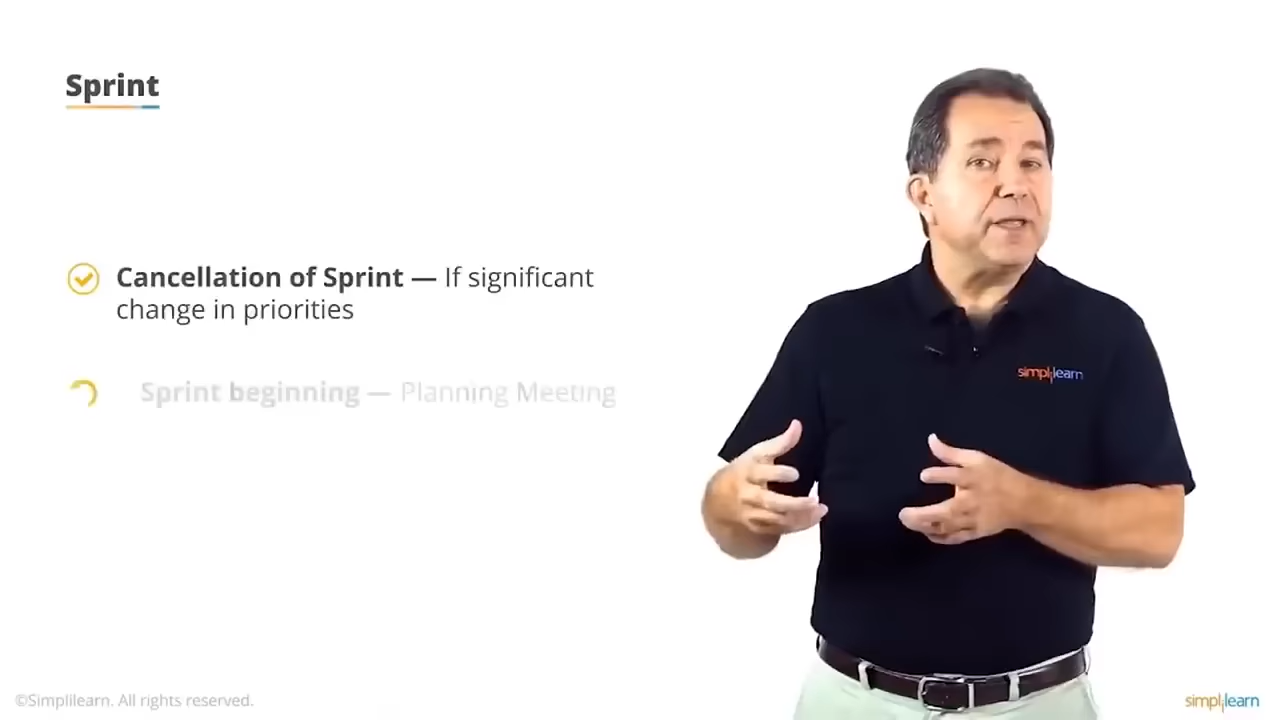 Sprint
Cancellation of Sprint — If significant
change in priorities
Sprint beginning — Planning Meeting
simplilearn
©Simplilearn. All rights reserved.
simplilearn